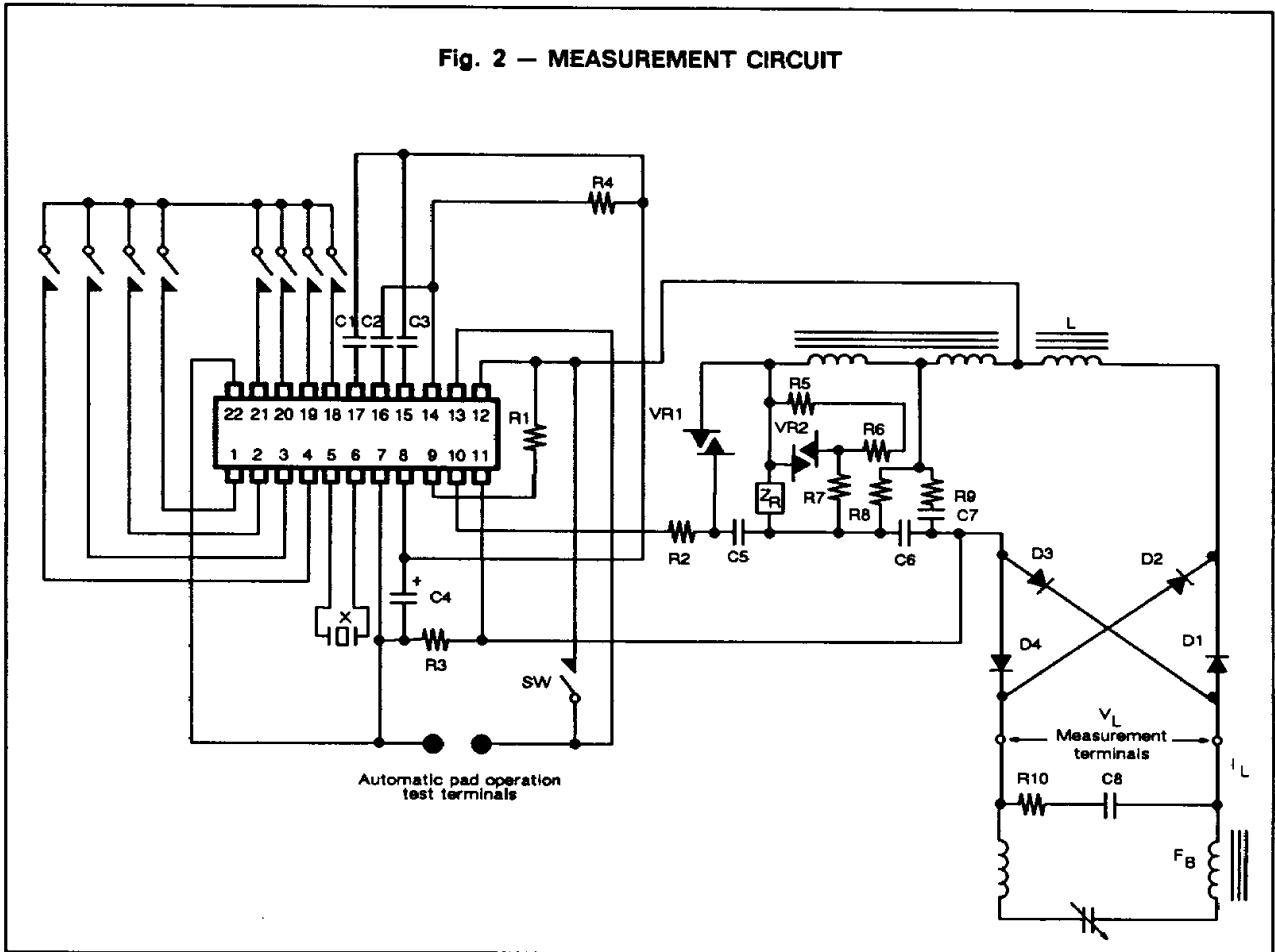 Fig. 2 — MEASUREMENT CIRCUIT
R4
C1 C2 C3
L
22 21 20 19 18 17 16 15 14 13 12
R1
VR1
R5
VR2
R6
1 2 3 4 5 6 7 8 9 10 11
ZR
R7
R8
R9
C7
R2
C5
C6
D3
D2
X
+
C4
R3
D4
D1
SW
VL
Measurement
terminals
IL
Automatic pad operation
test terminals
R10
C8
FB